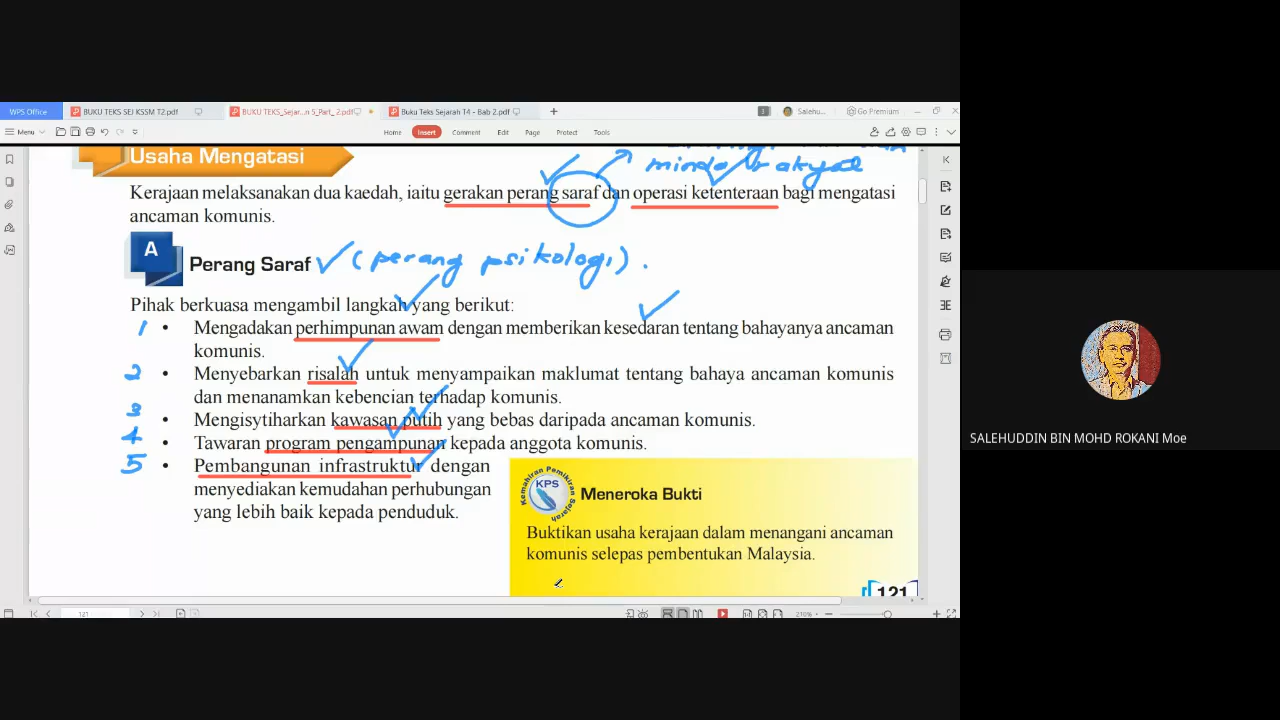 WPS Office
BUKU TEKS SEJ KSSM T2.pdf
BUKU TEKS_Sejar...n 5_Part_ 2.pdf
Buku Teks Sejarah T4 - Bab 2.pdf
Salehu...
Go Premium
Menu
Home Insert Comment Edit Page Protect Tools
Usaha Mengatasi
minda rakyat
Kerajaan melaksanakan dua kaedah, iaitu gerakan perang saraf dan operasi ketenteraan bagi mengatasi
ancaman komunis.
A
Perang Saraf (perang psikologi).
Pihak berkuasa mengambil langkah yang berikut:
1 • Mengadakan perhimpunan awam dengan memberikan kesedaran tentang bahayanya ancaman
komunis.
2 • Menyebarkan risalah untuk menyampaikan maklumat tentang bahaya ancaman komunis
dan menanamkan kebencian terhadap komunis.
3 • Mengisytiharkan kawasan putih yang bebas daripada ancaman komunis.
4 • Tawaran program pengampunan kepada anggota komunis.
5 • Pembangunan infrastruktur dengan
menyediakan kemudahan perhubungan
yang lebih baik kepada penduduk.
Kemahiran Pemikiran Sejarah
KPS
Meneroka Bukti
Buktikan usaha kerajaan dalam menangani ancaman
komunis selepas pembentukan Malaysia.
121
121
210%
SALEHUDDIN BIN MOHD ROKANI Moe